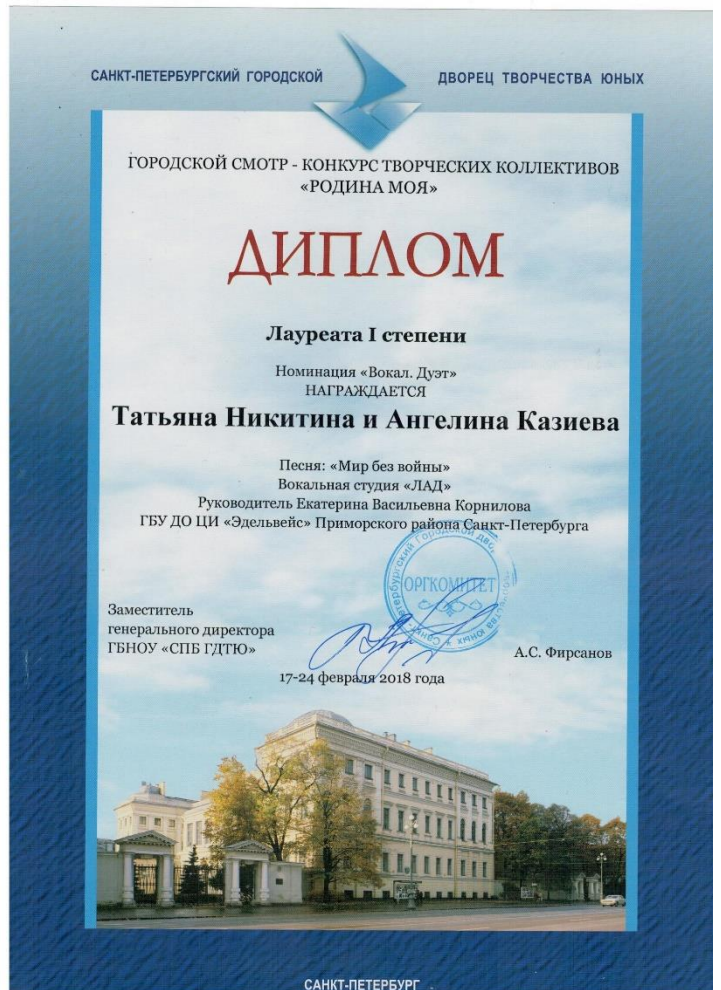 САНКТ-ПЕТЕРБУРГСКИЙ ГОРОДСКОЙ ДВОРЕЦ ТВОРЧЕСТВА ЮНЫХ
ГОРОДСКОЙ СМОТР - КОНКУРС ТВОРЧЕСКИХ КОЛЛЕКТИВОВ
«РОДИНА МОЯ»
ДИПЛОМ
Лауреата I степени
Номинация «Вокал. Дуэт»
НАГРАЖДАЕТСЯ
Татьяна Никитина и Ангелина Казиева
Песня: «Мир без войны»
Вокальная студия «ЛАД»
Руководитель Екатерина Васильевна Корнилова
ГБУ ДО ЦИ «Эдельвейс» Приморского района Санкт-Петербурга
ОРГКОМИТЕТ
Заместитель
генерального директора
ГБНОУ «СПБ ГДТЮ»
А.С. Фирсанов
17-24 февраля 2018 года
САНКТ-ПЕТЕРБУРГ